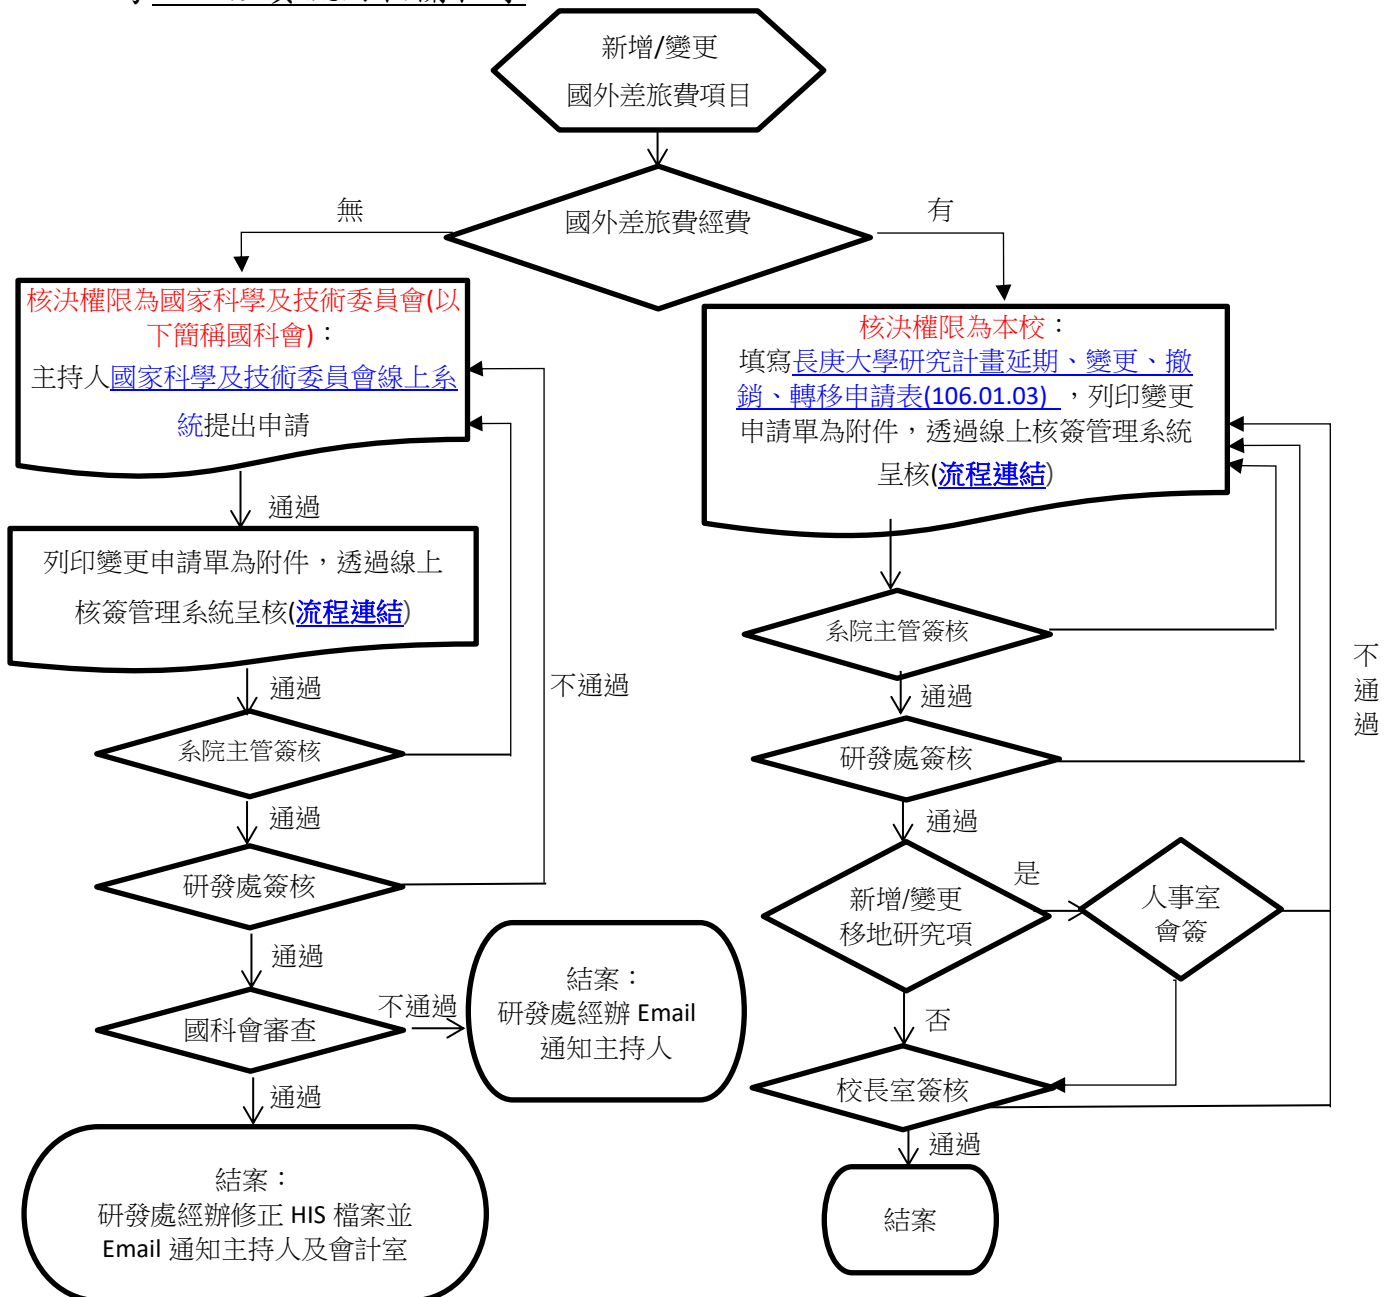 新增/變更
國外差旅費項目
國外差旅費經費
無
有
核決權限為國家科學及技術委員會(以
下簡稱國科會)：
主持人國家科學及技術委員會線上系
統提出申請
通過
列印變更申請單為附件，透過線上
核簽管理系統呈核(流程連結)
通過
系院主管簽核
通過
研發處簽核
不通過
通過
國科會審查
不通過
結案：
研發處經辦 Email
通知主持人
通過
結案：
研發處經辦修正 HIS 檔案並
Email 通知主持人及會計室
核決權限為本校：
填寫長庚大學研究計畫延期、變更、撤
銷、轉移申請表(106.01.03) ，列印變更
申請單為附件，透過線上核簽管理系統
呈核(流程連結)
系院主管簽核
通過
研發處簽核
通過
新增/變更
移地研究項
是
人事室
會簽
不
通
過
否
校長室簽核
通過
結案